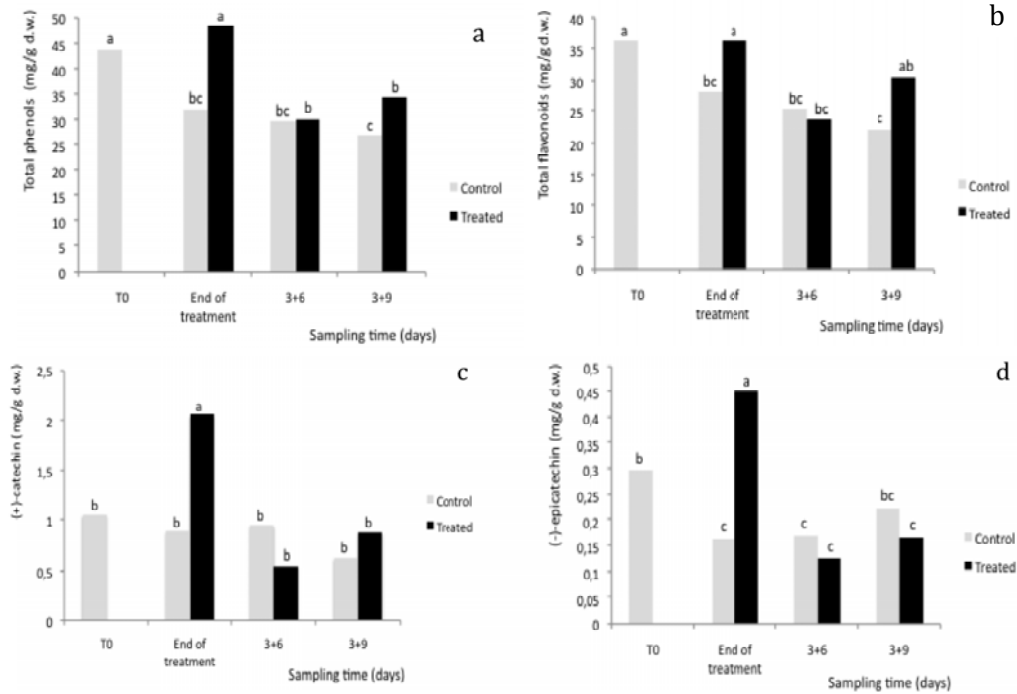 a
Total phenols (mg/g d.w.)
50
45
40
35
30
25
20
15
10
5
0
a
bc
a
bc
b
c
b
Control
Treated
T0
End of treatment
3+6
3+9
Sampling time (days)
b
Total flavonoids (mg/g d.w.)
40
35
30
25
20
15
10
5
0
a
bc
a
bc
bc
c
ab
Control
Treated
T0
End of treatment
3+6
3+9
Sampling time (days)
c
(+)-catechin (mg/g d.w.)
2,5
2
1,5
1
0,5
0
b
b
a
b
b
b
b
Control
Treated
T0
End of treatment
3+6
3+9
Sampling time (days)
d
(-)-epicatechin (mg/g d.w.)
0,5
0,45
0,4
0,35
0,3
0,25
0,2
0,15
0,1
0,05
0
b
c
a
c
c
bc
c
Control
Treated
T0
End of treatment
3+6
3+9
Sampling time (days)